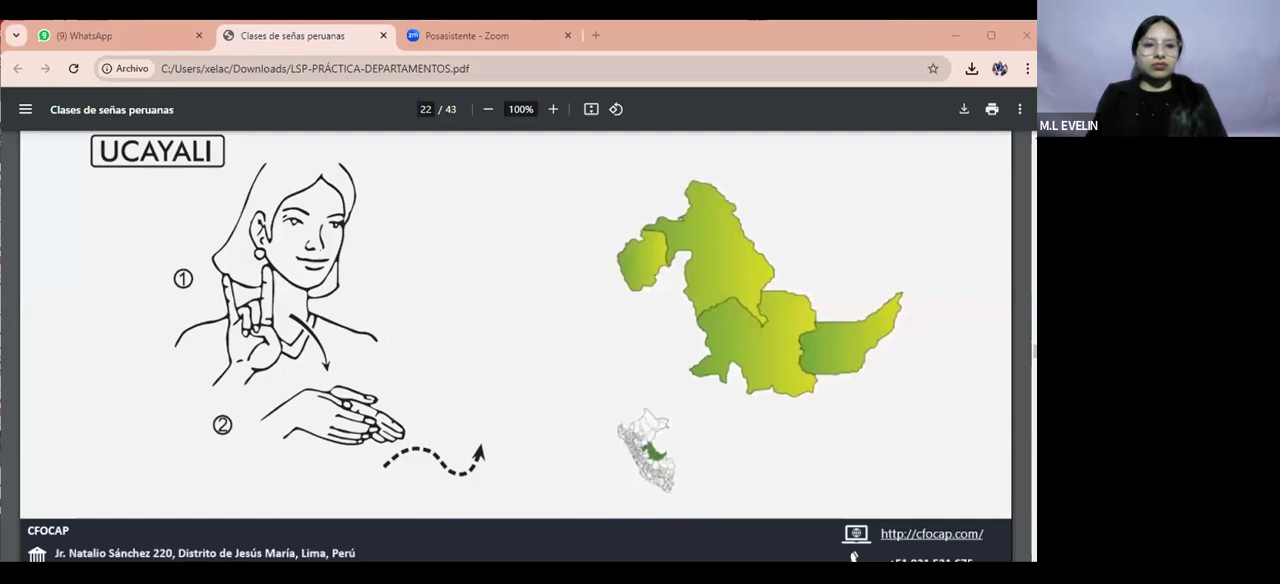 (9) WhatsApp
Clases de señas peruanas
Posasistente - Zoom
Archivo
C:/Users/xelac/Downloads/LSP-PRÁCTICA-DEPARTAMENTOS.pdf
Clases de señas peruanas
22 / 43
100%
M.L EVELIN
UCAYALI
1
2
CFOCAP
http://cfocap.com/
Jr. Natalio Sánchez 220, Distrito de Jesús María, Lima, Perú